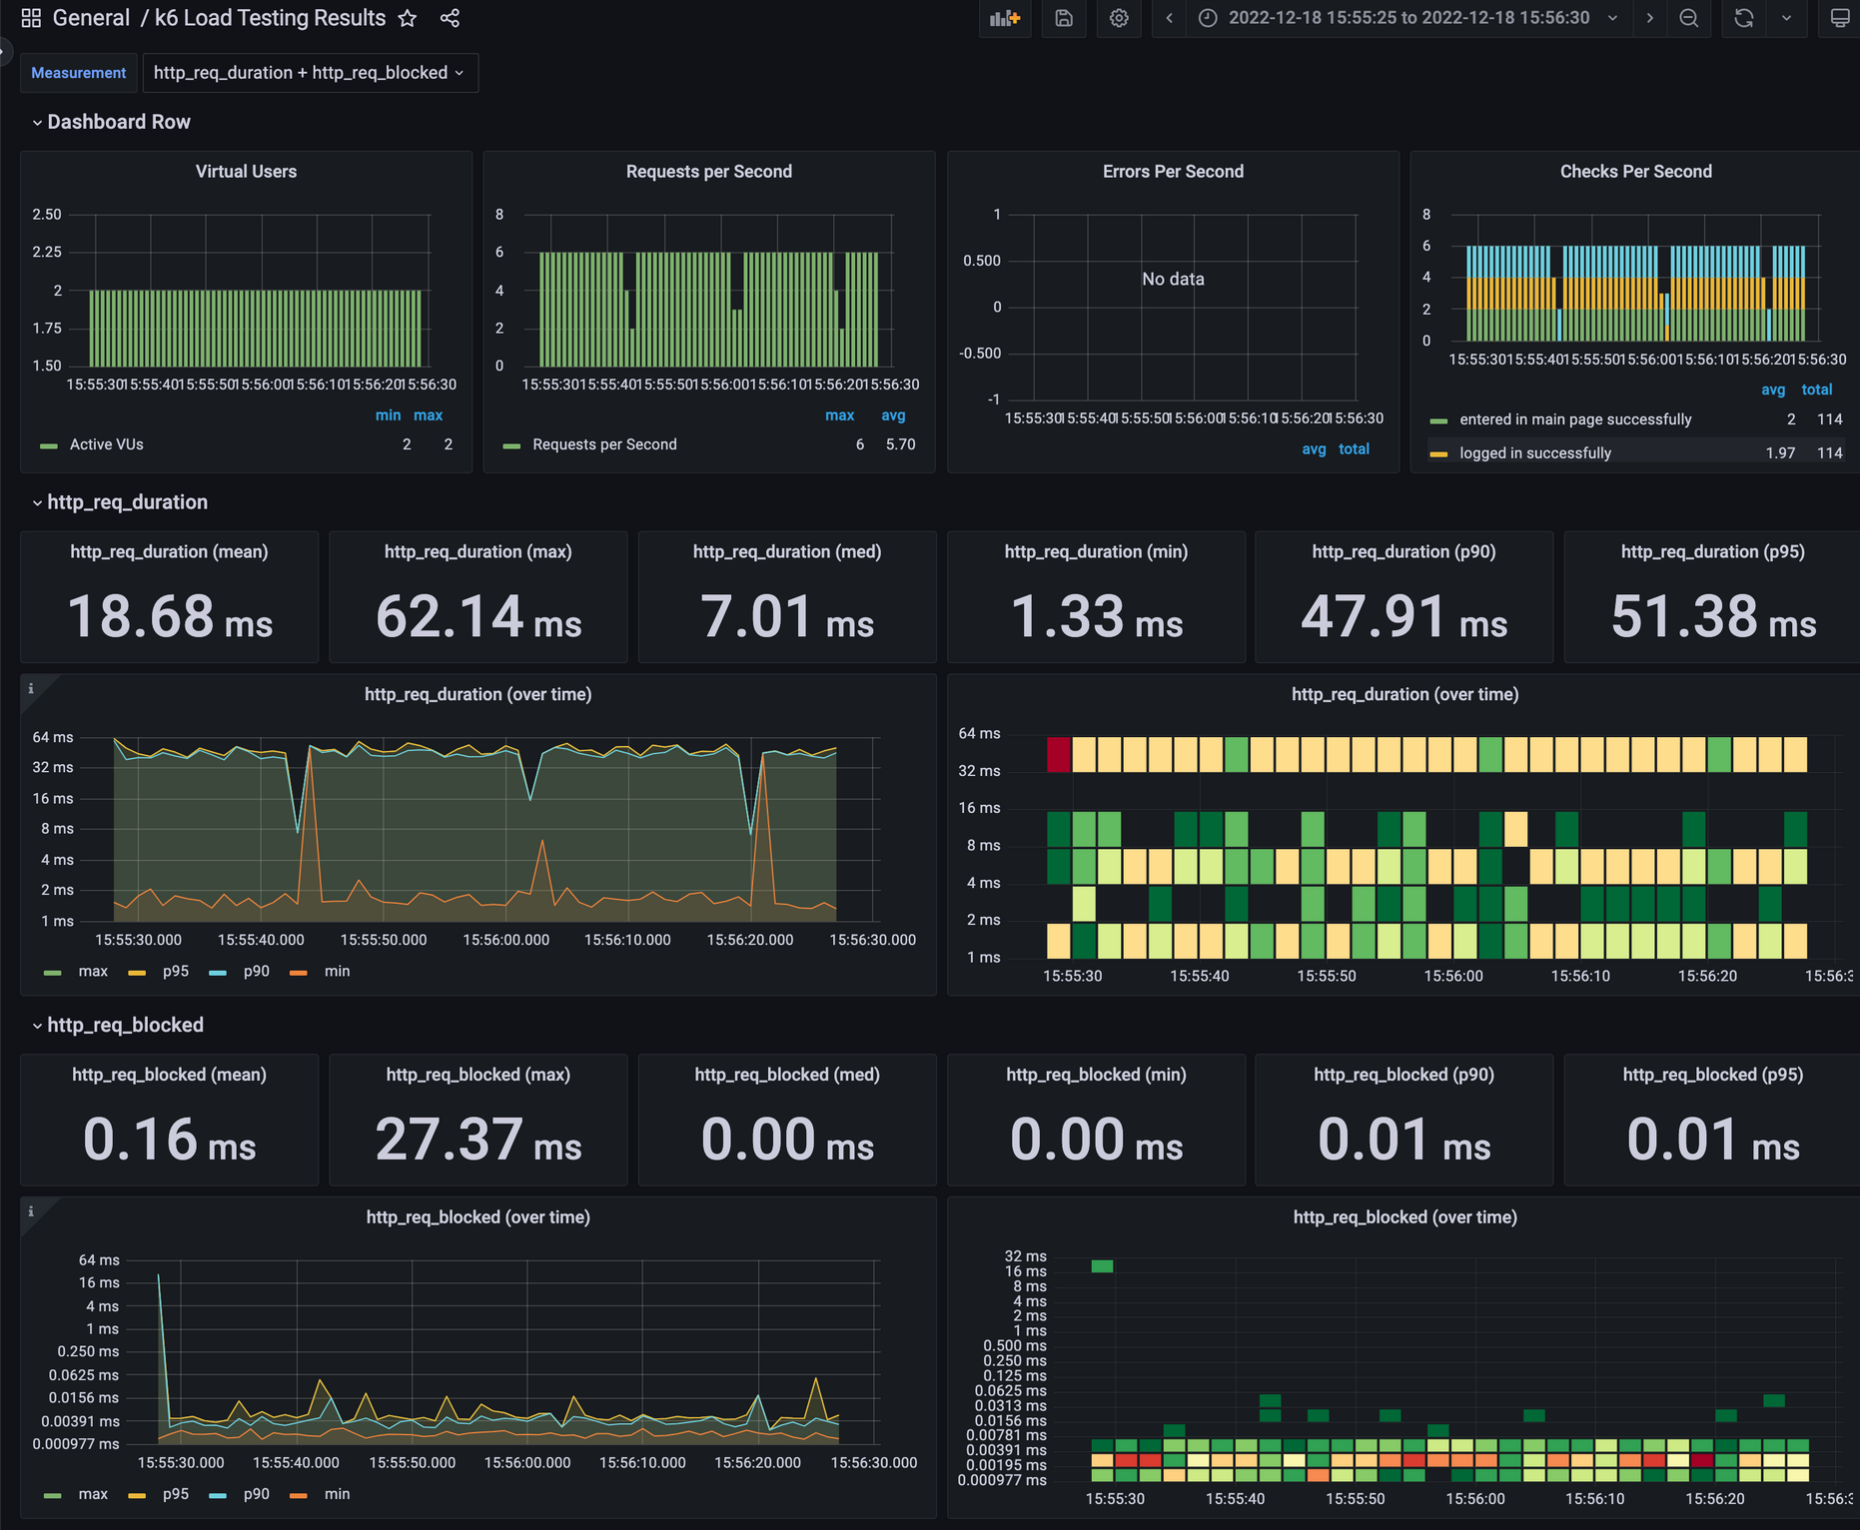 General / k6 Load Testing Results
2022-12-18 15:55:25 to 2022-12-18 15:56:30
Measurement http_req_duration + http_req_blocked
Dashboard Row
Virtual Users
2.50
2.25
2
1.75
1.50
15:55:30 15:55:40 15:55:50 15:56:00 15:56:10 15:56:20 15:56:30
min max
Active VUs 2 2
Requests per Second
8
6
4
2
0
15:55:30 15:55:40 15:55:50 15:56:00 15:56:10 15:56:20 15:56:30
max avg
Requests per Second 6 5.70
Errors Per Second
1
0.500
No data
0
-0.500
-1
15:55:30 15:55:40 15:55:50 15:56:00 15:56:10 15:56:20 15:56:30
avg total
Checks Per Second
8
6
4
2
0
15:55:30 15:55:40 15:55:50 15:56:00 15:56:10 15:56:20 15:56:30
avg total
entered in main page successfully 2 114
logged in successfully 1.97 114
http_req_duration
http_req_duration (mean)
18.68 ms
http_req_duration (max)
62.14 ms
http_req_duration (med)
7.01 ms
http_req_duration (min)
1.33 ms
http_req_duration (p90)
47.91 ms
http_req_duration (p95)
51.38 ms
http_req_duration (over time)
64 ms
32 ms
16 ms
8 ms
4 ms
2 ms
1 ms
15:55:30.000 15:55:40.000 15:55:50.000 15:56:00.000 15:56:10.000 15:56:20.000 15:56:30.000
max p95 p90 min
http_req_duration (over time)
64 ms
32 ms
16 ms
8 ms
4 ms
2 ms
1 ms
15:55:30 15:55:40 15:55:50 15:56:00 15:56:10 15:56:20 15:56:3
http_req_blocked
http_req_blocked (mean)
0.16 ms
http_req_blocked (max)
27.37 ms
http_req_blocked (med)
0.00 ms
http_req_blocked (min)
0.00 ms
http_req_blocked (p90)
0.01 ms
http_req_blocked (p95)
0.01 ms
http_req_blocked (over time)
64 ms
16 ms
4 ms
1 ms
0.250 ms
0.0625 ms
0.0156 ms
0.00391 ms
0.000977 ms
15:55:30.000 15:55:40.000 15:55:50.000 15:56:00.000 15:56:10.000 15:56:20.000 15:56:30.000
max p95 p90 min
http_req_blocked (over time)
32 ms
16 ms
8 ms
4 ms
2 ms
1 ms
0.500 ms
0.250 ms
0.125 ms
0.0625 ms
0.0313 ms
0.0156 ms
0.00781 ms
0.00391 ms
0.00195 ms
0.000977 ms
15:55:30 15:55:40 15:55:50 15:56:00 15:56:10 15:56:20 15:56:3